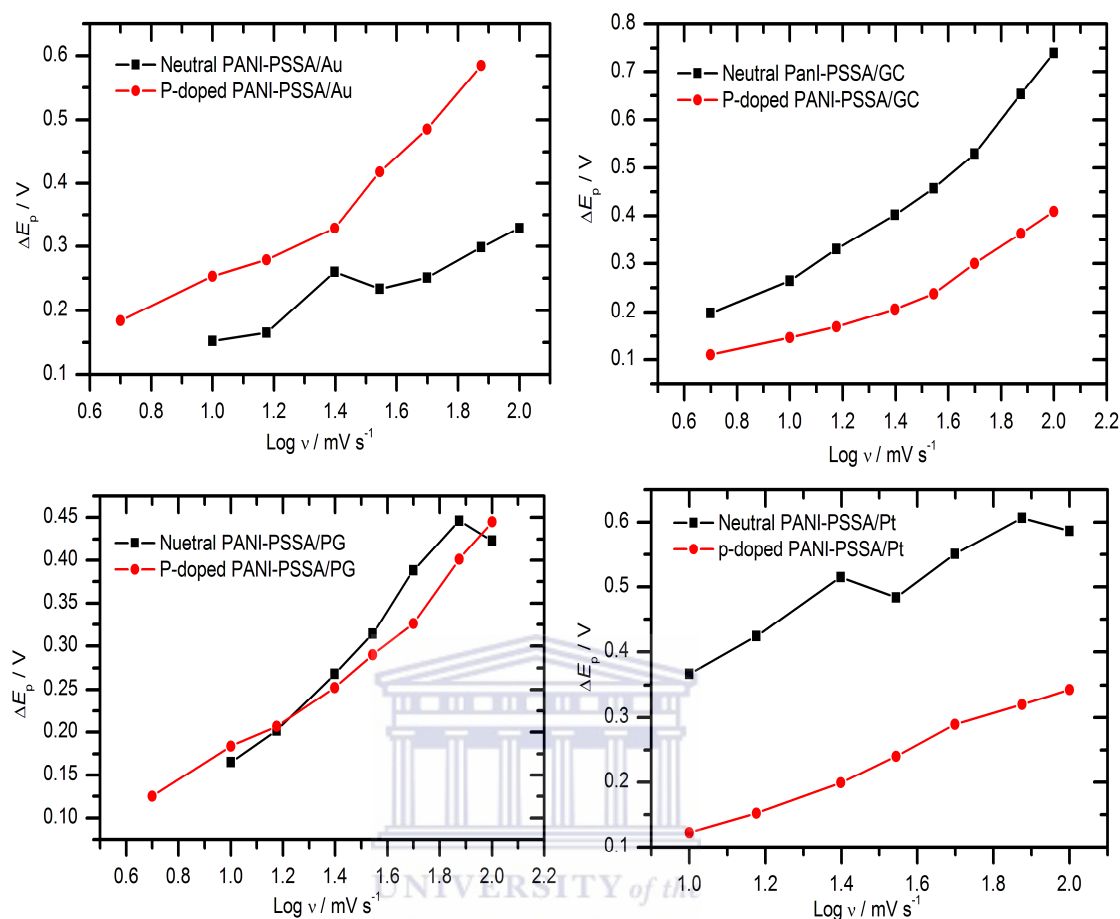 0.6
0.5
0.4
0.3
0.2
0.1
ΔEp / V
Neutral PANI-PSSA/Au
P-doped PANI-PSSA/Au
0.6 0.8 1.0 1.2 1.4 1.6 1.8 2.0
Log ν / mV s-1
0.8
0.7
0.6
0.5
0.4
0.3
0.2
0.1
0.0
ΔEp / V
Neutral PanI-PSSA/GC
P-doped PANI-PSSA/GC
0.6 0.8 1.0 1.2 1.4 1.6 1.8 2.0 2.2
Log ν / mV s-1
0.45
0.40
0.35
0.30
0.25
0.20
0.15
0.10
ΔEp / V
Nuetral PANI-PSSA/PG
P-doped PANI-PSSA/PG
0.6 0.8 1.0 1.2 1.4 1.6 1.8 2.0 2.2
Log ν / mV s-1
0.6
0.5
0.4
0.3
0.2
0.1
ΔEp / V
Neutral PANI-PSSA/Pt
p-doped PANI-PSSA/Pt
1.0 1.2 1.4 1.6 1.8 2.0
Log ν / mV s-1
UNIVERSITY of the